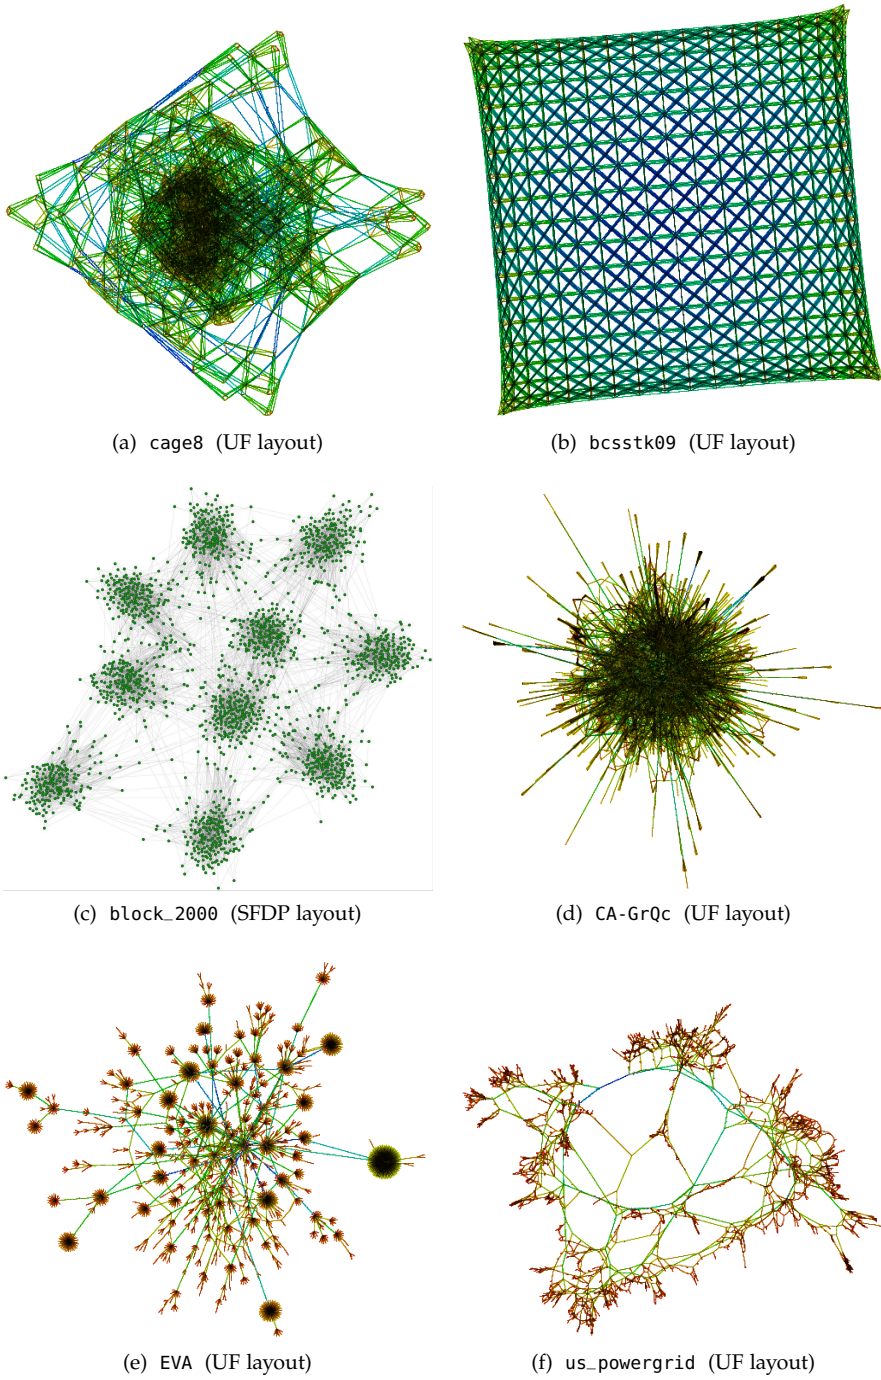 (a) cage8 (UF layout)
(b) bcsstk09 (UF layout)
(c) block_2000 (SFDP layout)
(d) CA-GrQc (UF layout)
(e) EVA (UF layout)
(f) us_powergrid (UF layout)